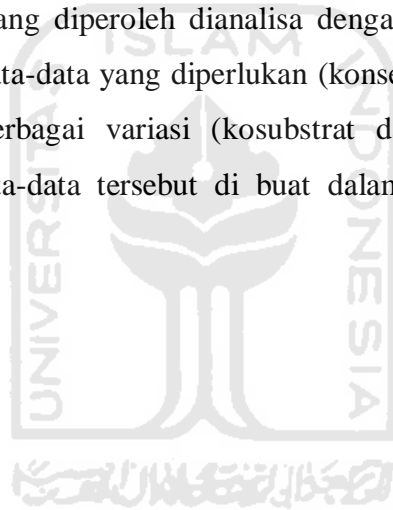 ang diperoleh dianalisa denga
ta-data yang diperlukan (konse
erbagai variasi (kosubstrat d
ta-data tersebut di buat dalan
ISLAM
UNIVERSITAS
INDONESIA